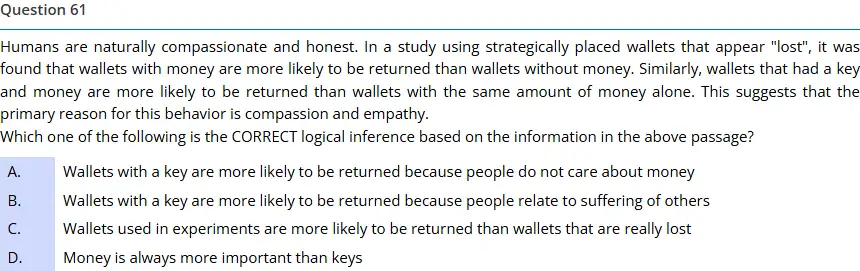 Question 61
Humans are naturally compassionate and honest. In a study using strategically placed wallets that appear "lost", it was
found that wallets with money are more likely to be returned than wallets without money. Similarly, wallets that had a key
and money are more likely to be returned than wallets with the same amount of money alone. This suggests that the
primary reason for this behavior is compassion and empathy.
Which one of the following is the CORRECT logical inference based on the information in the above passage?
A. Wallets with a key are more likely to be returned because people do not care about money
B. Wallets with a key are more likely to be returned because people relate to suffering of others
C. Wallets used in experiments are more likely to be returned than wallets that are really lost
D. Money is always more important than keys